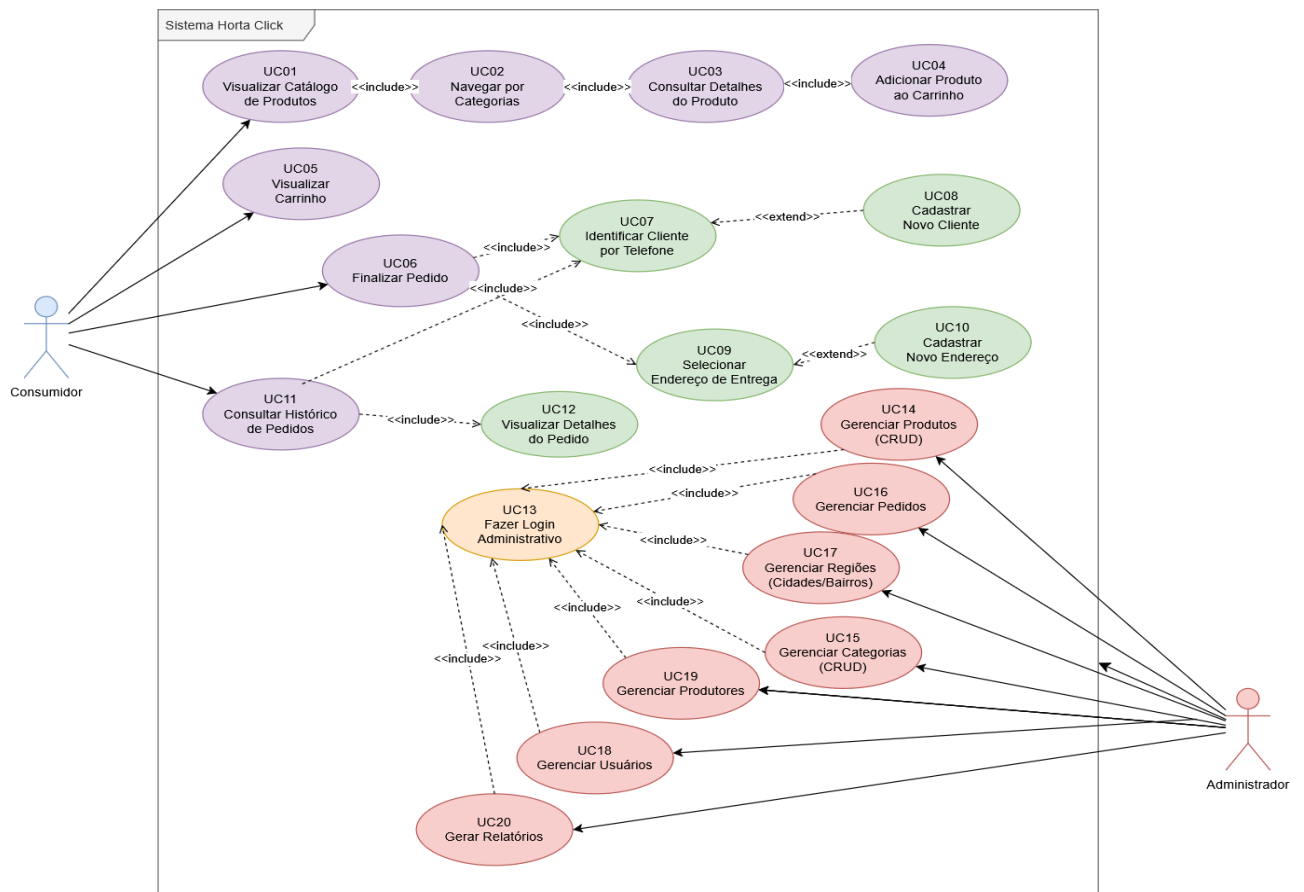 Sistema Horta Click
UC01
Visualizar Catálogo
de Produtos
<<include>>
UC02
Navegar por
Categorias
<<include>>
UC03
Consultar Detalhes
do Produto
<<include>>
UC04
Adicionar Produto
ao Carrinho
UC05
Visualizar
Carrinho
UC06
Finalizar Pedido
<<include>>
<<include>>
<<include>>
UC07
Identificar Cliente
por Telefone
<<extend>>
UC08
Cadastrar
Novo Cliente
UC09
Selecionar
Endereço de Entrega
<<extend>>
UC10
Cadastrar
Novo Endereço
Consumidor
UC11
Consultar Histórico
de Pedidos
<<include>>
UC12
Visualizar Detalhes
do Pedido
UC14
Gerenciar Produtos
(CRUD)
<<include>>
<<include>>
UC16
Gerenciar Pedidos
UC13
Fazer Login
Administrativo
<<include>>
UC17
Gerenciar Regiões
(Cidades/Bairros)
<<include>>
<<include>>
UC15
Gerenciar Categorias
(CRUD)
<<include>>
<<include>>
UC19
Gerenciar Produtores
UC18
Gerenciar Usuários
Administrador
UC20
Gerar Relatórios